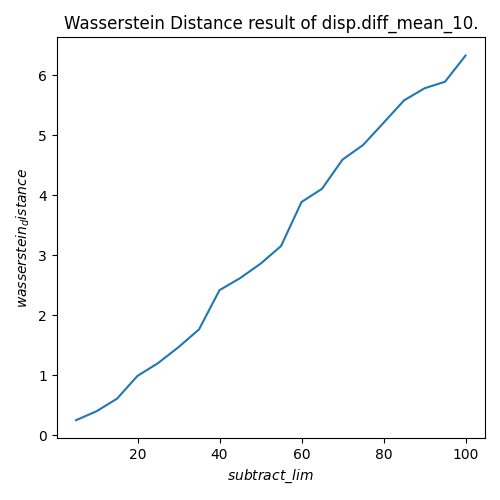 Wasserstein Distance result of disp.diff_mean_10.
6
5
4
3
2
1
0
wasserstein_distance
20 40 60 80 100
subtract_lim